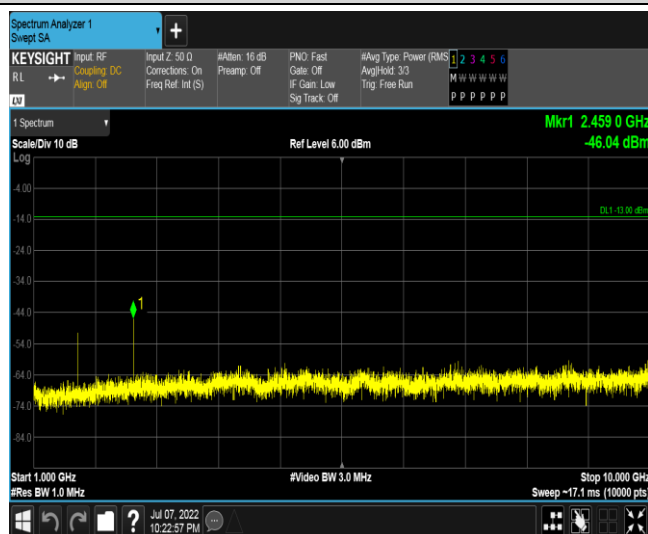 Spectrum Analyzer 1
Swept SA
+
KEYSIGHT Input: RF Input Z: 50 Ω #Atten: 16 dB PNO: Fast #Avg Type: Power (RMS 1 2 3 4 5 6
RL Coupling: DC Corrections: On Preamp: Off Gate: Off Avg|Hold: 3/3 M W W W W W
Align: Off Freq Ref: Int (S) IF Gain: Low Trig: Free Run
Sig Track: Off P P P P P P
LXI
1 Spectrum Mkr1 2.459 0 GHz
Scale/Div 10 dB Ref Level 6.00 dBm -46.04 dBm
Log
-4.00
DL1 -13.00 dBm
-14.0
-24.0
-34.0
1
-44.0
-54.0
-64.0
-74.0
-84.0
Start 1.000 GHz #Video BW 3.0 MHz Stop 10.000 GHz
#Res BW 1.0 MHz Sweep ~17.1 ms (10000 pts)
? Jul 07, 2022
10:22:57 PM